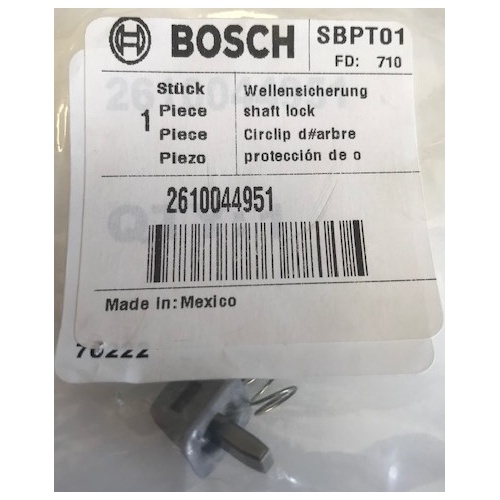 BOSCH
SBPT01
FD: 710
1
Stück Wellensicherung
Piece shaft lock
Piece Circlip d#arbre
Piezo protección de o
2610044951
Made in: Mexico
70222